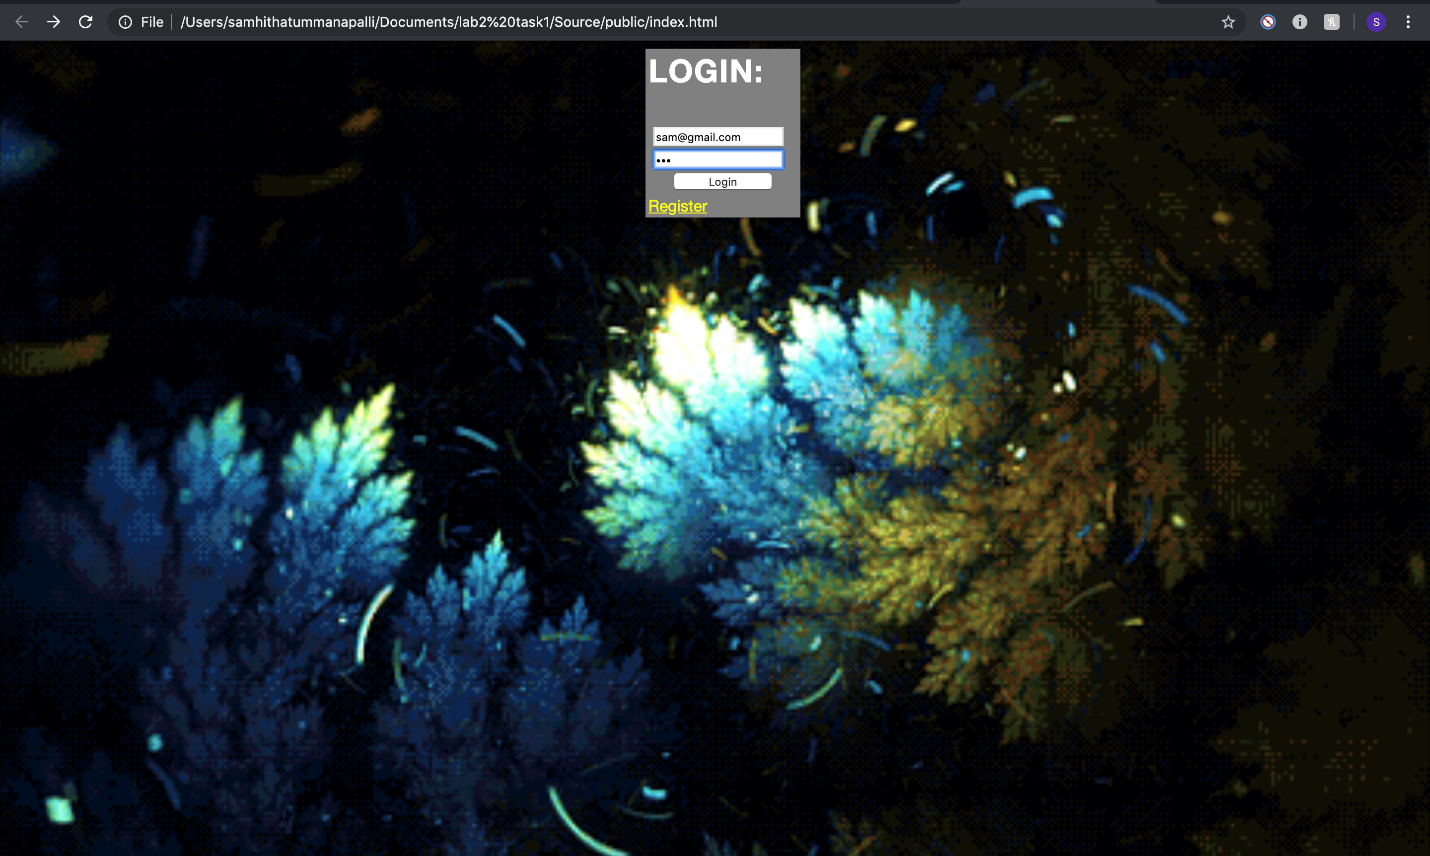 File /Users/samhithatummanapalli/Documents/lab2%20task1/Source/public/index.html
S
LOGIN:
sam@gmail.com
•••
Login
Register